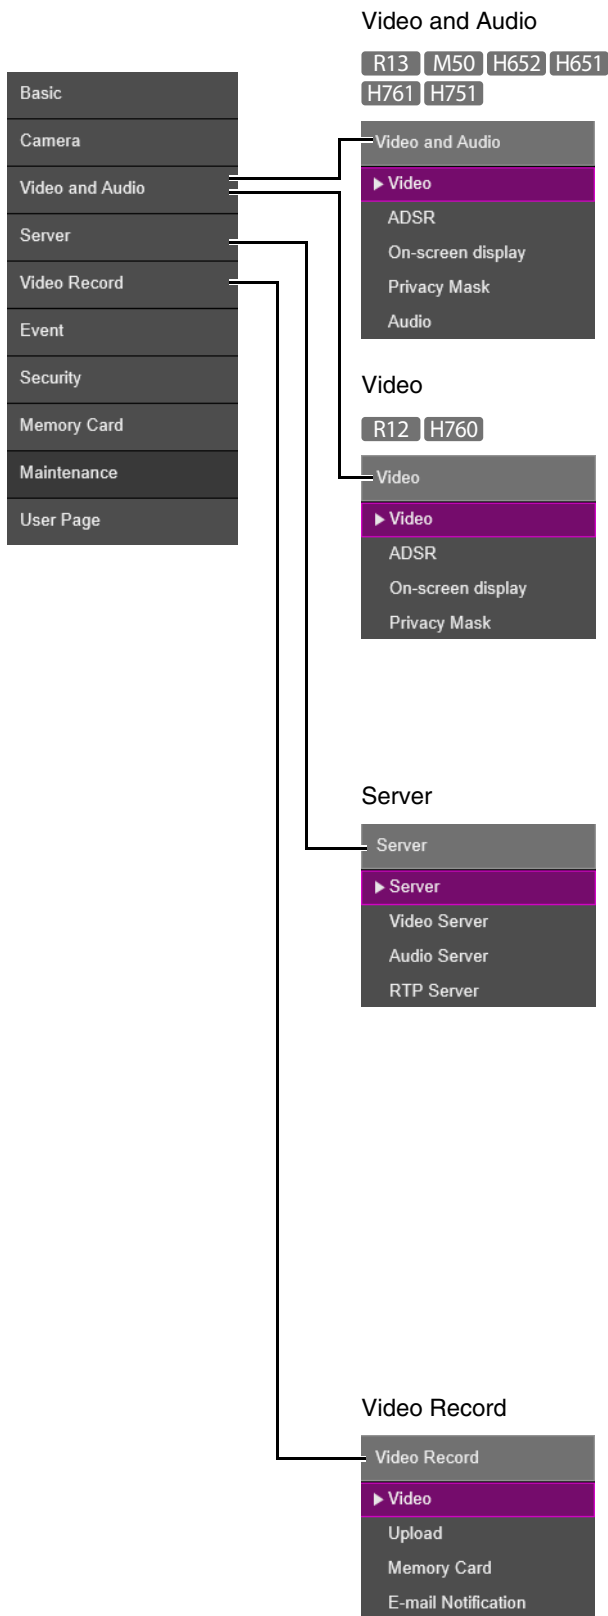 Basic
Camera
Video and Audio
Server
Video Record
Event
Security
Memory Card
Maintenance
User Page
Video and Audio
R13 M50 H652 H651
H761 H751
Video and Audio
▶ Video
ADSR
On-screen display
Privacy Mask
Audio
Video
R12 H760
Video
▶ Video
ADSR
On-screen display
Privacy Mask
Server
Server
▶ Server
Video Server
Audio Server
RTP Server
Video Record
Video Record
▶ Video
Upload
Memory Card
E-mail Notification